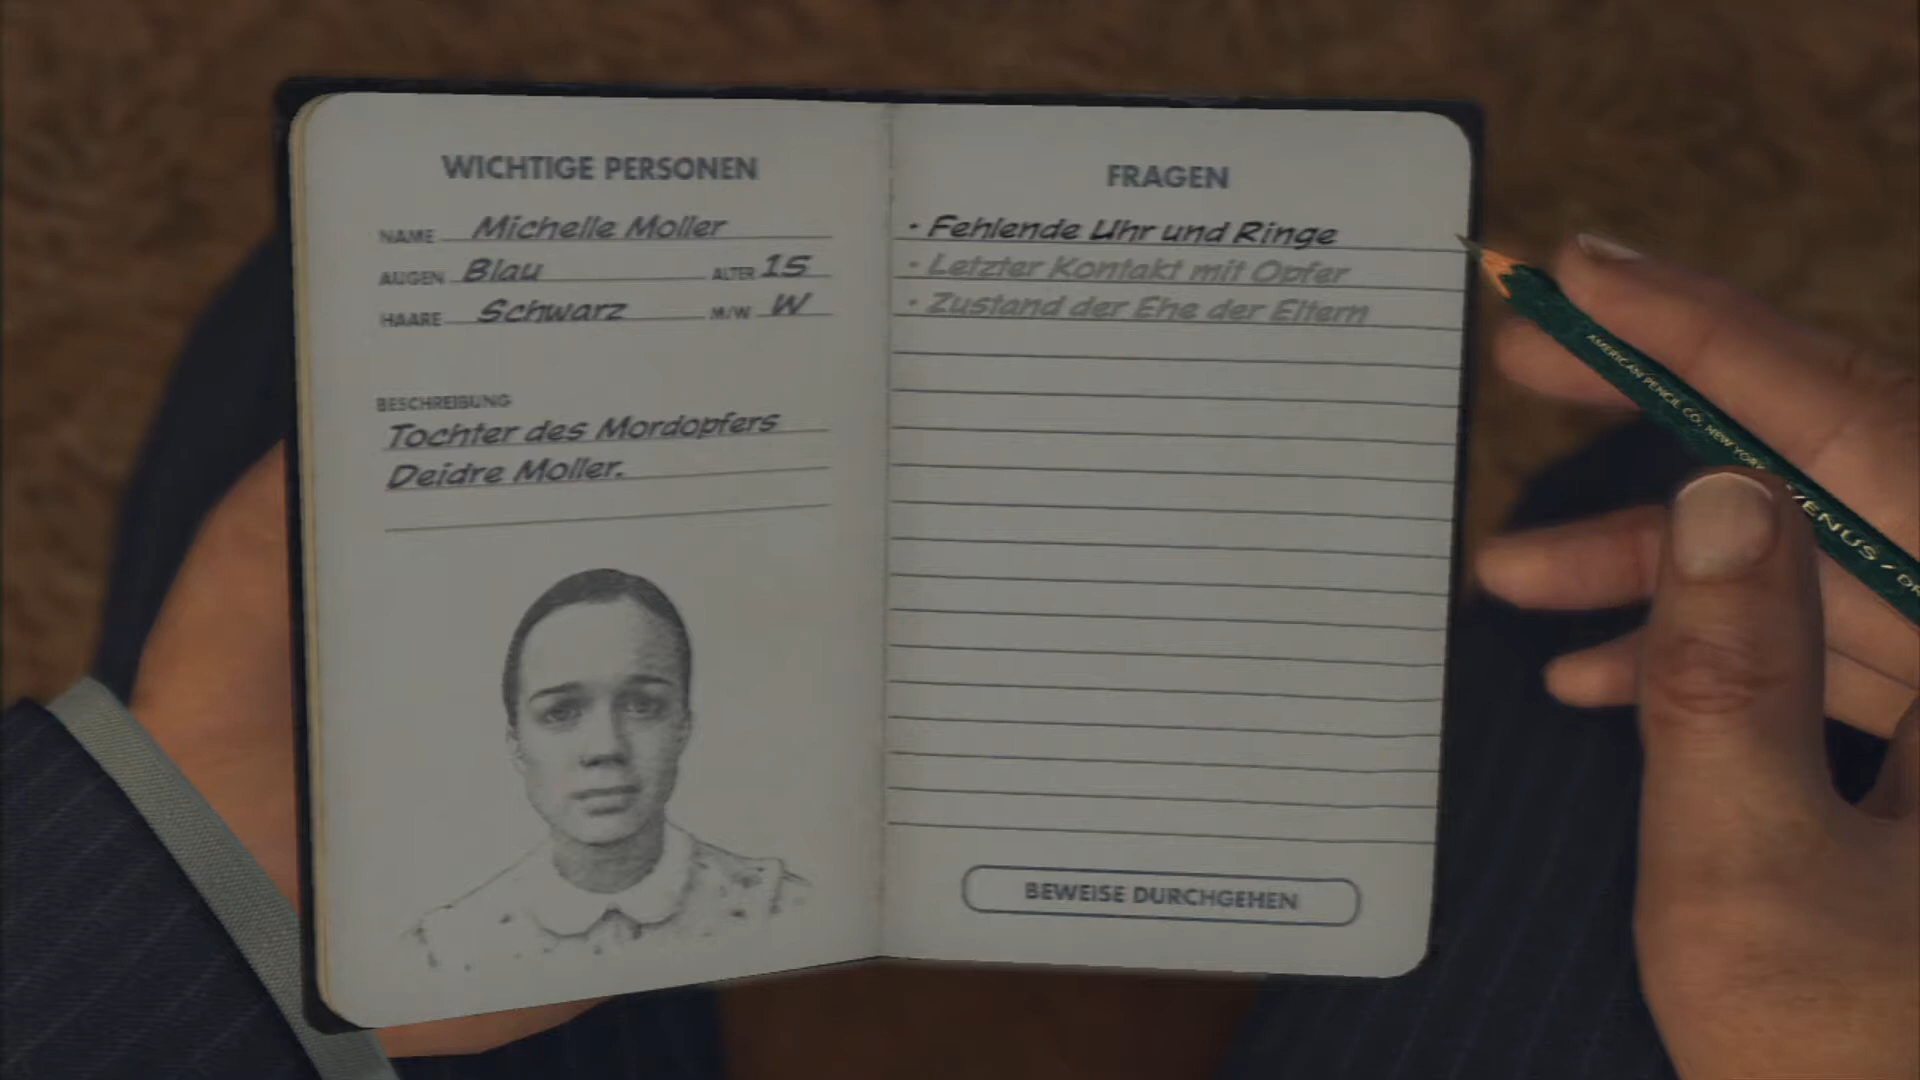 WICHTIGE PERSONEN
NAME Michelle Moller
AUGEN Blau ALTER 15
HAARE Schwarz M/W W
BESCHREIBUNG
Tochter des Mordopfers
Deidre Moller.
FRAGEN
· Fehlende Uhr und Ringe
· Letzter Kontakt mit Opfer
· Zustand der Ehe der Eltern
BEWEISE DURCHGEHEN
AMERICAN PENCIL CO. NEW YORK
VENUS / DR